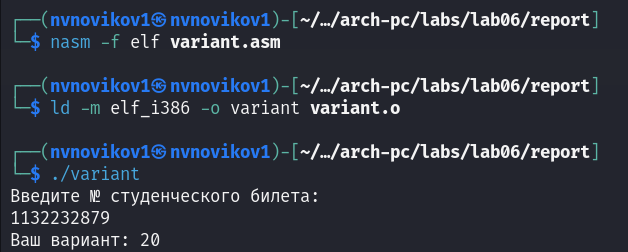 ┌──(nvnovikov1㉿nvnovikov1)-[~/…/arch-pc/labs/lab06/report]
└─$ nasm -f elf variant.asm
┌──(nvnovikov1㉿nvnovikov1)-[~/…/arch-pc/labs/lab06/report]
└─$ ld -m elf_i386 -o variant variant.o
┌──(nvnovikov1㉿nvnovikov1)-[~/…/arch-pc/labs/lab06/report]
└─$ ./variant
Введите № студенческого билета:
1132232879
Ваш вариант: 20